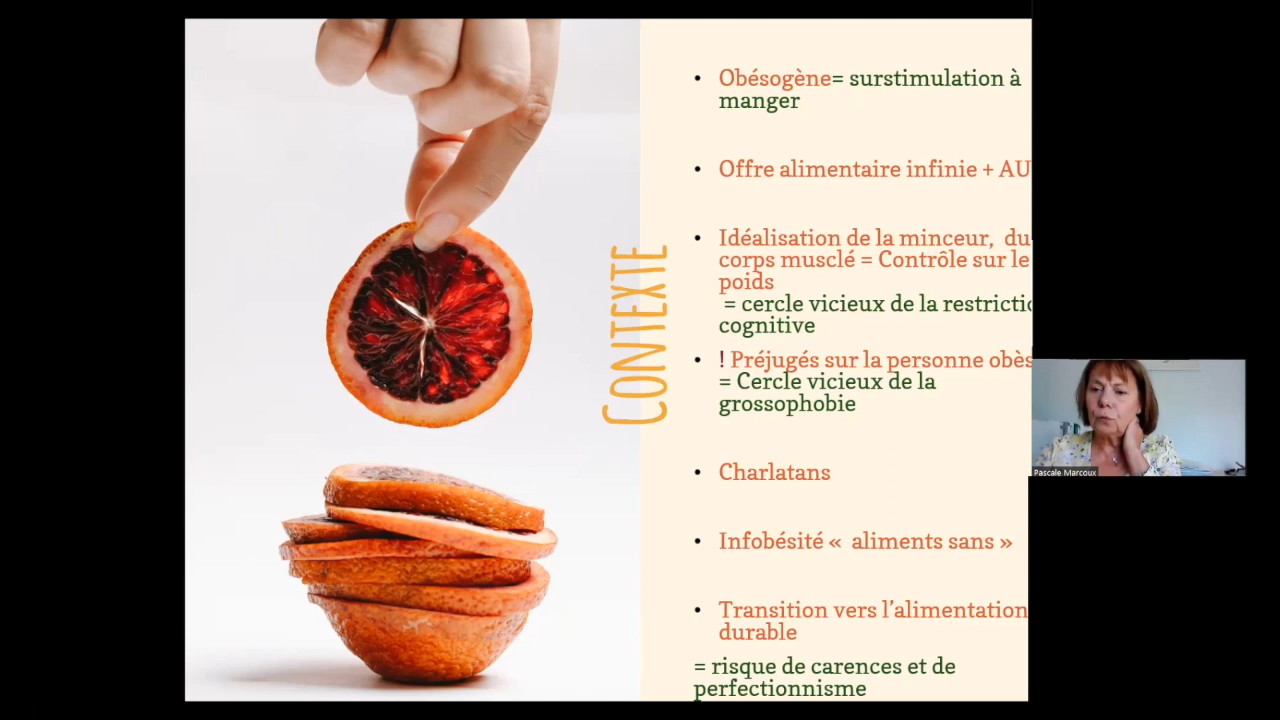 CONTEXTE
• Obésogène= surstimulation à
manger
• Offre alimentaire infinie + AU
• Idéalisation de la minceur, du
corps musclé = Contrôle sur le
poids
= cercle vicieux de la restrictio
cognitive
• ! Préjugés sur la personne obès
= Cercle vicieux de la
grossophobie
• Charlatans
• Infobésité « aliments sans »
• Transition vers l’alimentation
durable
= risque de carences et de
perfectionnisme
Pascale Marcoux